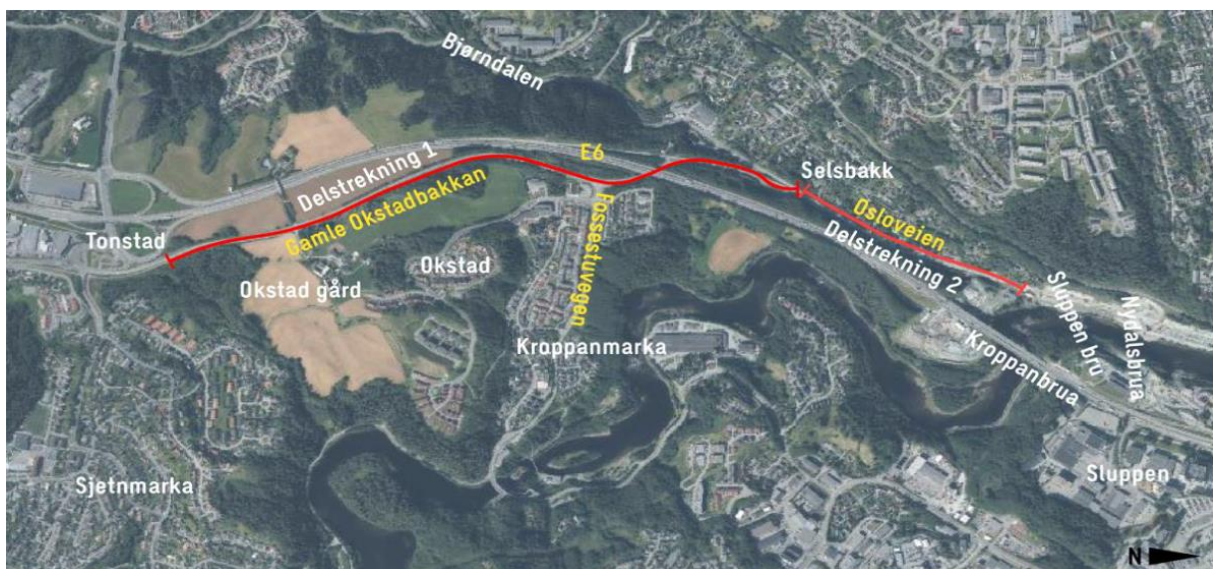 Bjørndalen
Delstrekning 1
E6
Selsbakk
Gamle Okstadbakkan
Osloveien
Tonstad
Fossestuvegen
Delstrekning 2
Okstad
Okstad gård
Sluppen bru
Nydalsbrua
Kroppanmarka
Kroppanbrua
Sjetnmarka
Sluppen
N